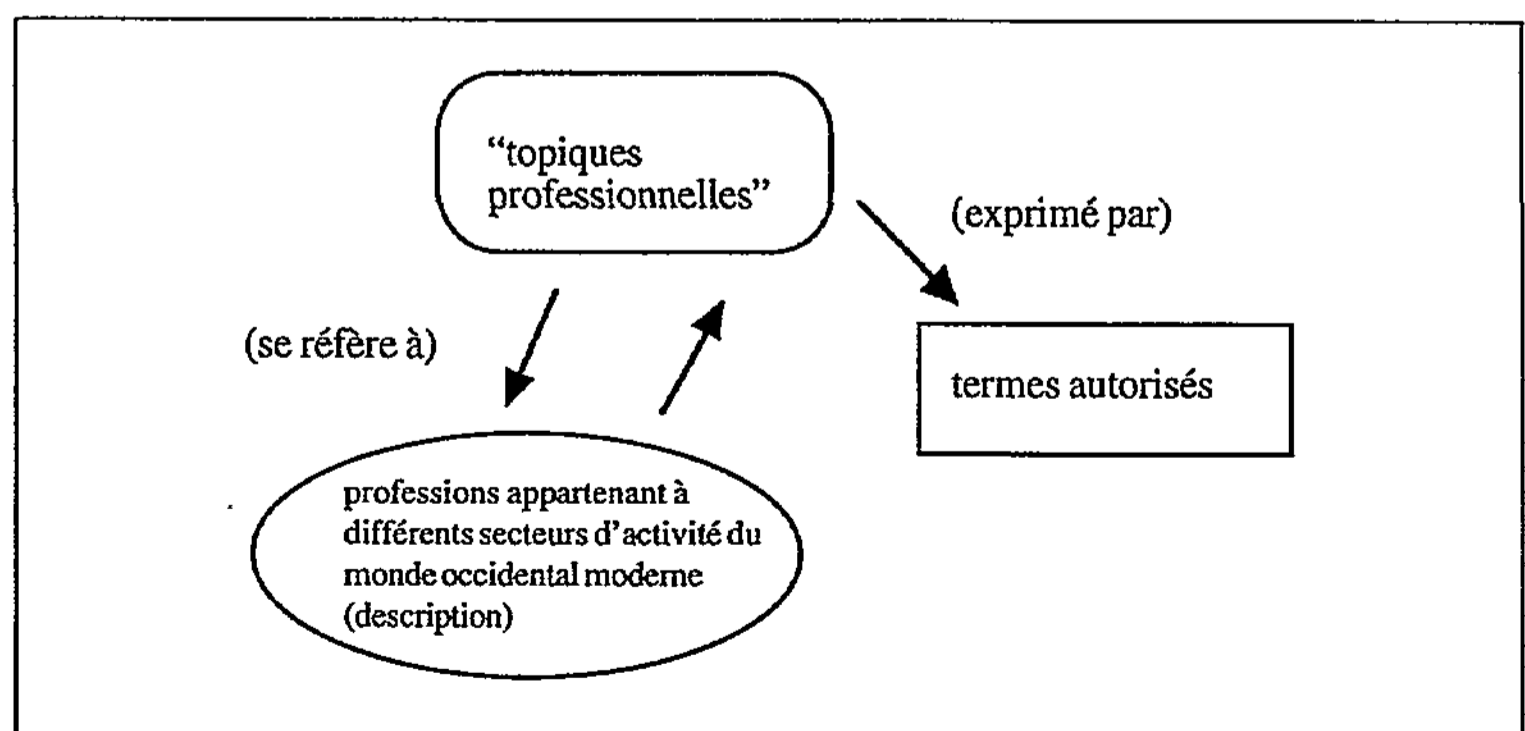 “topiques
professionnelles”
(exprimé par)
(se réfère à)
termes autorisés
professions appartenant à
différents secteurs d’activité du
monde occidental moderne
(description)